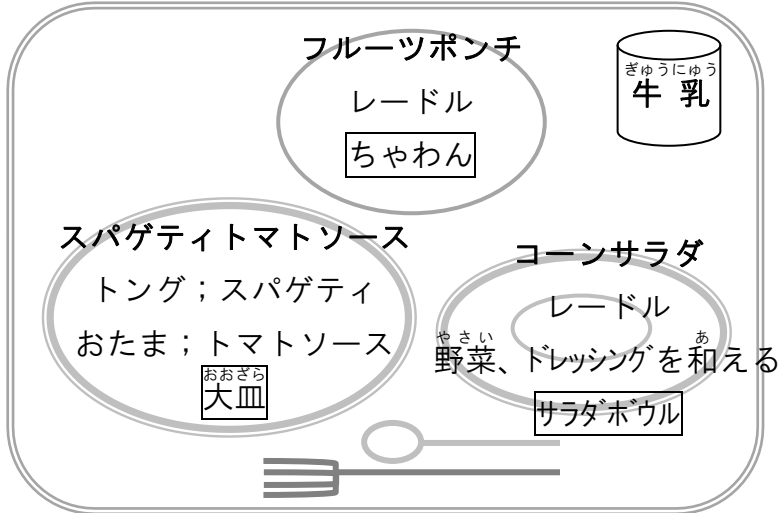 フルーツポンチ
レードル
ちゃわん
ぎゅうにゅう
牛乳
スパゲティトマトソース
トング；スパゲティ
おたま；トマトソース
おおざら
大皿
コーンサラダ
レードル
やさい あ
野菜、ドレッシングを和える
サラダボウル